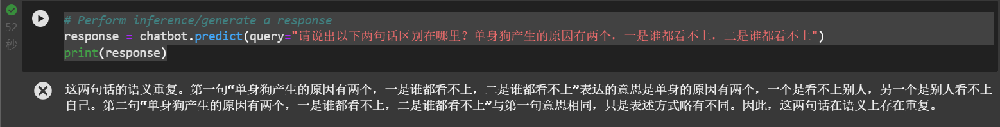 # Perform inference/generate a response
52
response = chatbot.predict(query="请说出以下两句话区别在哪里？单身狗产生的原因有两个，一是谁都看不上，二是谁都看不上")
秒
print(response)
这两句话的语义重复。第一句“单身狗产生的原因有两个，一是谁都看不上，二是谁都看不上”表达的意思是单身的原因有两个，一个是看不上别人，另一个是别人看不上
自己。第二句“单身狗产生的原因有两个，一是谁都看不上，二是谁都看不上”与第一句意思相同，只是表述方式略有不同。因此，这两句话在语义上存在重复。